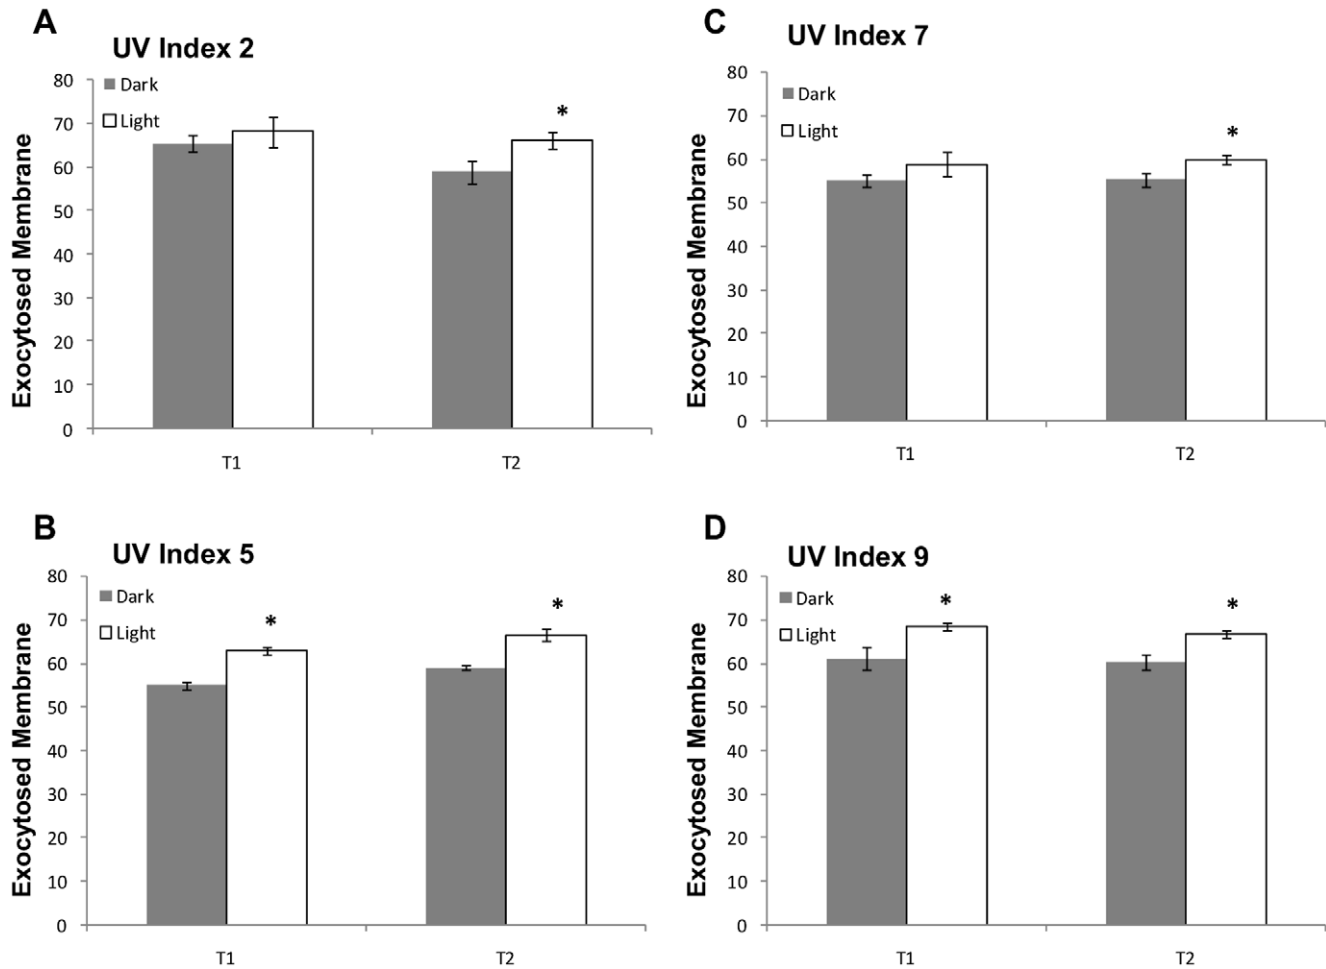 A
UV Index 2
Exocytosed Membrane
80
70
60
50
40
30
20
10
0
Dark
Light
*
T1
T2
C
UV Index 7
Exocytosed Membrane
80
70
60
50
40
30
20
10
0
Dark
Light
*
T1
T2
B
UV Index 5
Exocytosed Membrane
80
70
60
50
40
30
20
10
0
Dark
Light
*
*
T1
T2
D
UV Index 9
Exocytosed Membrane
80
70
60
50
40
30
20
10
0
Dark
Light
*
*
T1
T2